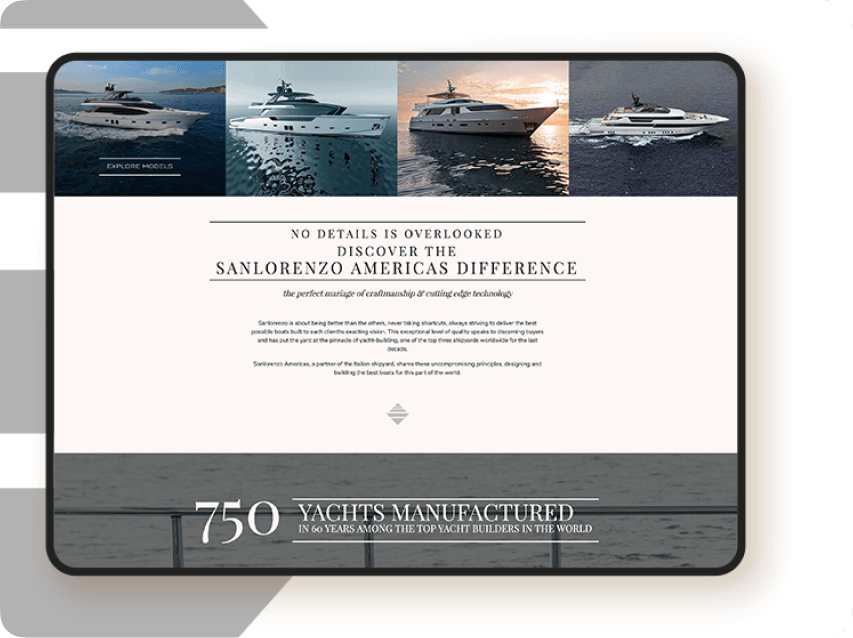 EXPLORE MODELS
NO DETAILS IS OVERLOOKED
DISCOVER THE
SANLORENZO AMERICAS DIFFERENCE
the perfect mariage of craftmanship & cutting edge technology
Sanlorenzo is about being better than the others, never taking shortcuts, always striving to deliver the best
possible boats built to each clients exacting vision. This exceptional level of quality speaks to discerning buyers
and has put the yard at the pinnacle of yacht-building, one of the top three shipyards worldwide for the last
decade.
Sanlorenzo Americas, a partner of the Italian shipyard, shares these uncompromising principles, designing and
building the best boats for this part of the world.
750
YACHTS MANUFACTURED
IN 60 YEARS AMONG THE TOP YACHT BUILDERS IN THE WORLD